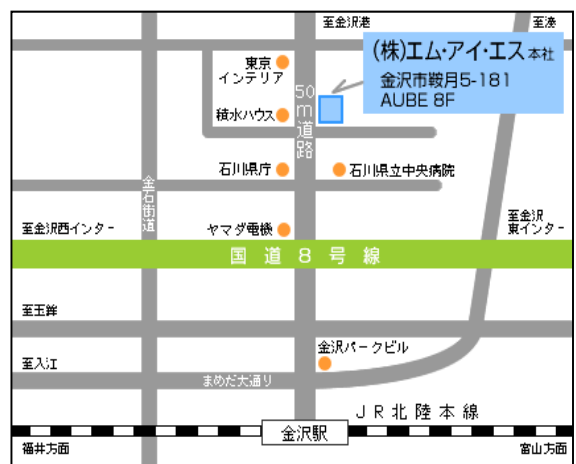 至金沢港
至湊
(株)エム・アイ・エス本社
金沢市鞍月5-181
AUBE 8F
東京
インテリア
積水ハウス
50m道路
石川県庁
石川県立中央病院
金石街道
至金沢西インター
ヤマダ電機
至金沢
東インター
国道8号線
至玉鉾
至入江
金沢パークビル
まめだ大通り
JR北陸本線
金沢駅
福井方面
富山方面